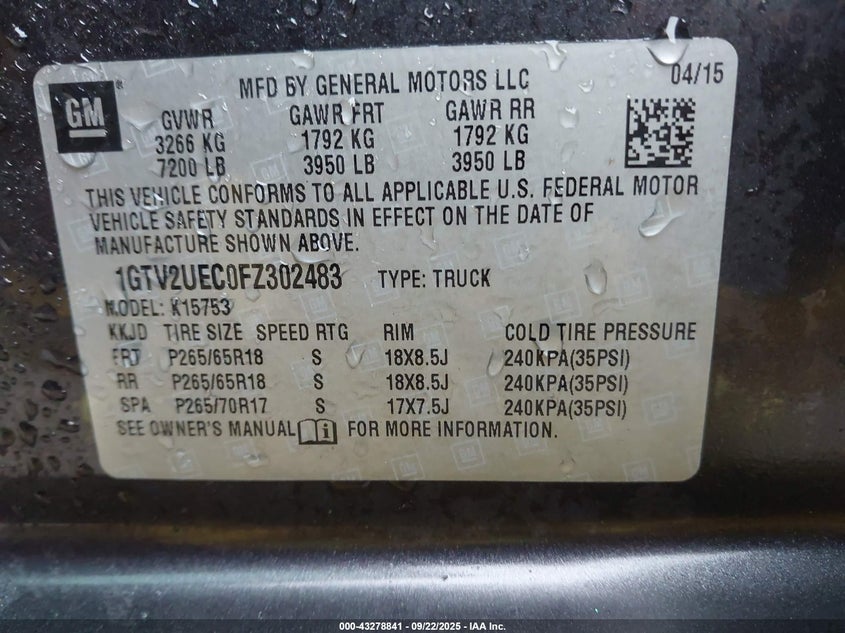 GM
MFD BY GENERAL MOTORS LLC 04/15
GVWR GAWR FRT GAWR RR
3266 KG 1792 KG 1792 KG
7200 LB 3950 LB 3950 LB
THIS VEHICLE CONFORMS TO ALL APPLICABLE U.S. FEDERAL MOTOR
VEHICLE SAFETY STANDARDS IN EFFECT ON THE DATE OF
MANUFACTURE SHOWN ABOVE.
1GTV2UEC0FZ302483 TYPE: TRUCK
MODEL: K15753
KKJD TIRE SIZE SPEED RTG RIM COLD TIRE PRESSURE
FRT P265/65R18 S 18X8.5J 240KPA(35PSI)
RR P265/65R18 S 18X8.5J 240KPA(35PSI)
SPA P265/70R17 S 17X7.5J 240KPA(35PSI)
SEE OWNER'S MANUAL FOR MORE INFORMATION.
000-43278841 - 09/22/2025 - IAA Inc.